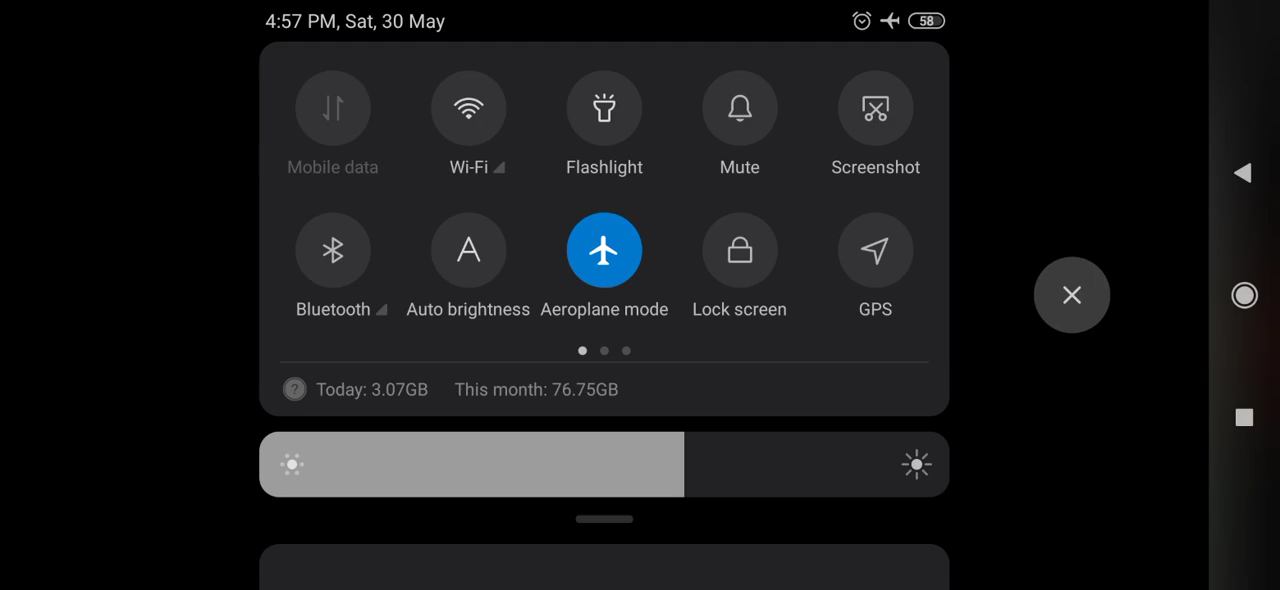 4:57 PM, Sat, 30 May
58
Mobile data
Wi-Fi
Flashlight
Mute
Screenshot
A
Bluetooth
Auto brightness
Aeroplane mode
Lock screen
GPS
? Today: 3.07GB This month: 76.75GB